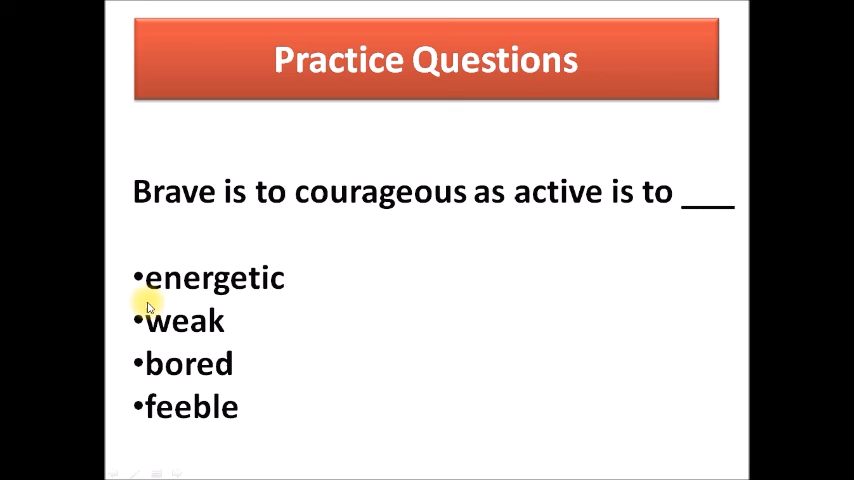 Practice Questions
Brave is to courageous as active is to ___
•energetic
•weak
•bored
•feeble